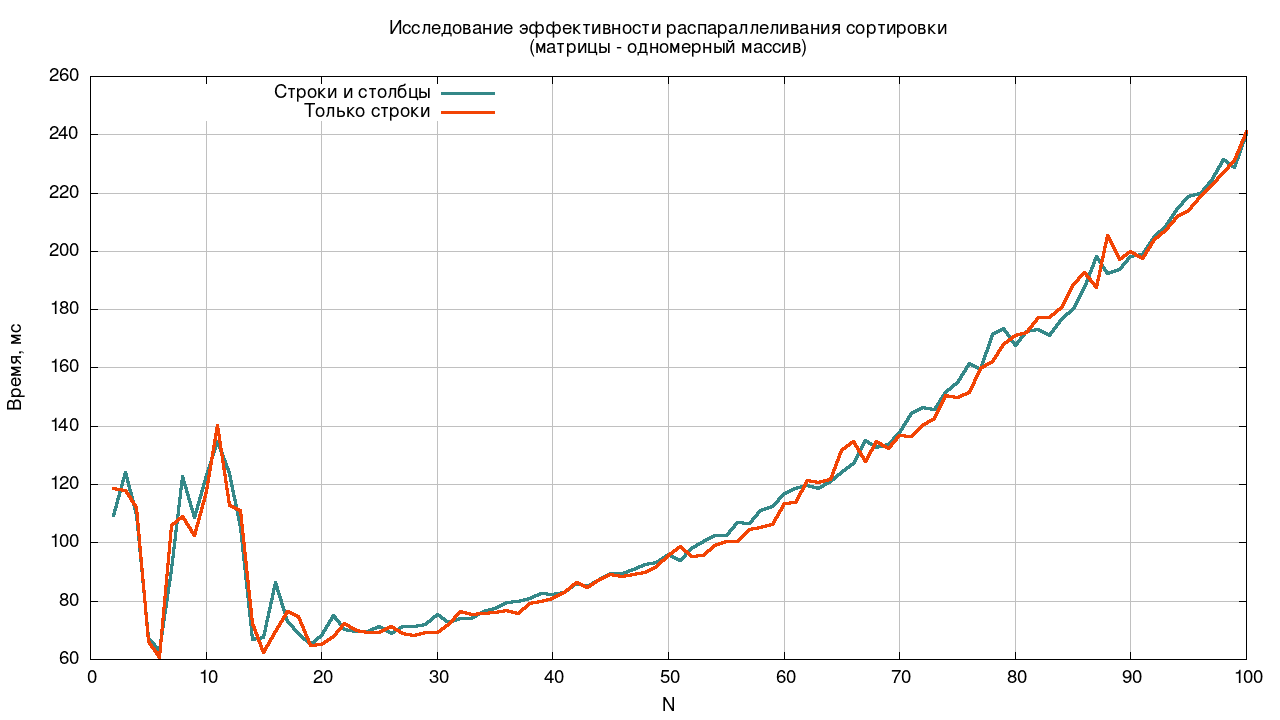 Исследование эффективности распараллеливания сортировки
(матрицы - одномерный массив)
Строки и столбцы
Только строки
260
240
220
200
180
160
140
120
100
80
60
0 10 20 30 40 50 60 70 80 90 100
Время, мс
N